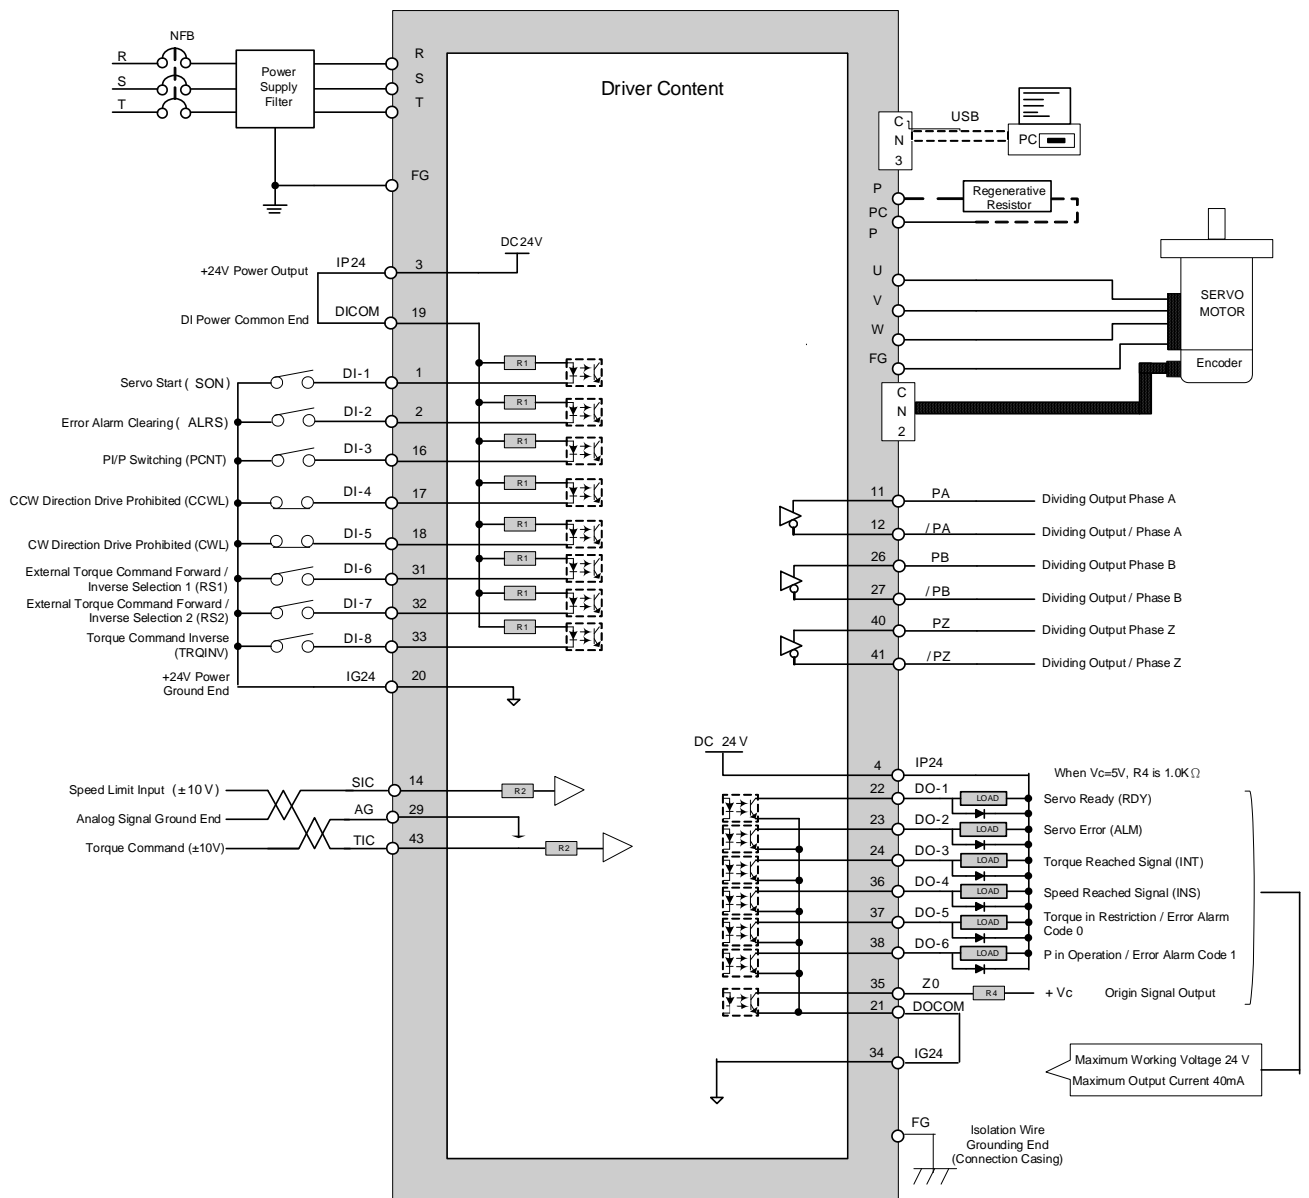 NFB
R
S
T
Power
Supply
Filter
R
S
T
FG
Driver Content
C
N
3
USB
PC
P
PC
P
Regenerative
Resistor
U
V
W
FG
SERVO
MOTOR
Encoder
C
N
2
DC24V
+24V Power Output
IP24
3
DI Power Common End
DICOM
19
R1
Servo Start ( SON)
DI-1
1
R1
Error Alarm Clearing ( ALRS)
DI-2
2
R1
PI/P Switching (PCNT)
DI-3
16
R1
CCW Direction Drive Prohibited (CCWL)
DI-4
17
R1
CW Direction Drive Prohibited (CWL)
DI-5
18
R1
External Torque Command Forward /
Inverse Selection 1 (RS1)
DI-6
31
R1
External Torque Command Forward /
Inverse Selection 2 (RS2)
DI-7
32
R1
Torque Command Inverse
(TRQINV)
DI-8
33
+24V Power
Ground End
IG24
20
11
PA
Dividing Output Phase A
12
/PA
Dividing Output / Phase A
26
PB
Dividing Output Phase B
27
/PB
Dividing Output / Phase B
40
PZ
Dividing Output Phase Z
41
/PZ
Dividing Output / Phase Z
Speed Limit Input (±10V)
SIC
14
R2
Analog Signal Ground End
AG
29
Torque Command (±10V)
TIC
43
R2
DC 24V
4
IP24
When Vc=5V, R4 is 1.0KΩ
22
DO-1
LOAD
Servo Ready (RDY)
23
DO-2
LOAD
Servo Error (ALM)
24
DO-3
LOAD
Torque Reached Signal (INT)
36
DO-4
LOAD
Speed Reached Signal (INS)
37
DO-5
LOAD
Torque in Restriction / Error Alarm
Code 0
38
DO-6
LOAD
P in Operation / Error Alarm Code 1
35
Z0
R4
+ Vc
Origin Signal Output
21
DOCOM
34
IG24
Maximum Working Voltage 24 V
Maximum Output Current 40mA
FG
Isolation Wire
Grounding End
(Connection Casing)